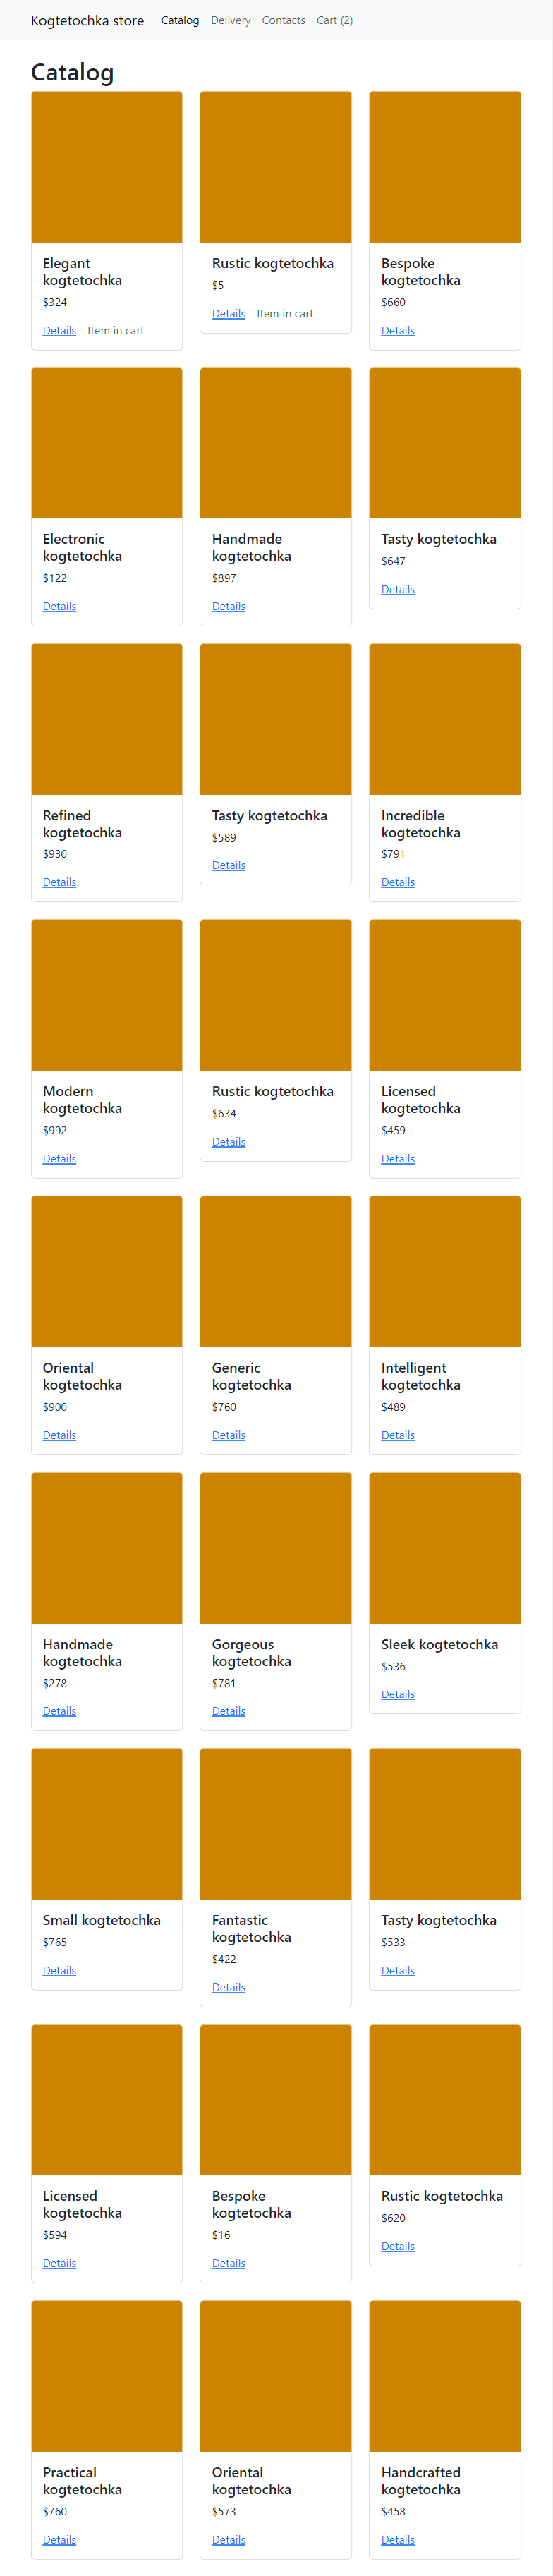 Kogtetochka store Catalog Delivery Contacts Cart (2)
Catalog
Elegant
kogtetochka
$324
Details Item in cart
Rustic kogtetochka
$5
Details Item in cart
Bespoke
kogtetochka
$660
Details
Electronic
kogtetochka
$122
Details
Handmade
kogtetochka
$897
Details
Tasty kogtetochka
$647
Details
Refined
kogtetochka
$930
Details
Tasty kogtetochka
$589
Details
Incredible
kogtetochka
$791
Details
Modern
kogtetochka
$992
Details
Rustic kogtetochka
$634
Details
Licensed
kogtetochka
$459
Details
Oriental
kogtetochka
$900
Details
Generic
kogtetochka
$760
Details
Intelligent
kogtetochka
$489
Details
Handmade
kogtetochka
$278
Details
Gorgeous
kogtetochka
$781
Details
Sleek kogtetochka
$536
Details
Small kogtetochka
$765
Details
Fantastic
kogtetochka
$422
Details
Tasty kogtetochka
$533
Details
Licensed
kogtetochka
$594
Details
Bespoke
kogtetochka
$16
Details
Rustic kogtetochka
$620
Details
Practical
kogtetochka
$760
Details
Oriental
kogtetochka
$573
Details
Handcrafted
kogtetochka
$458
Details